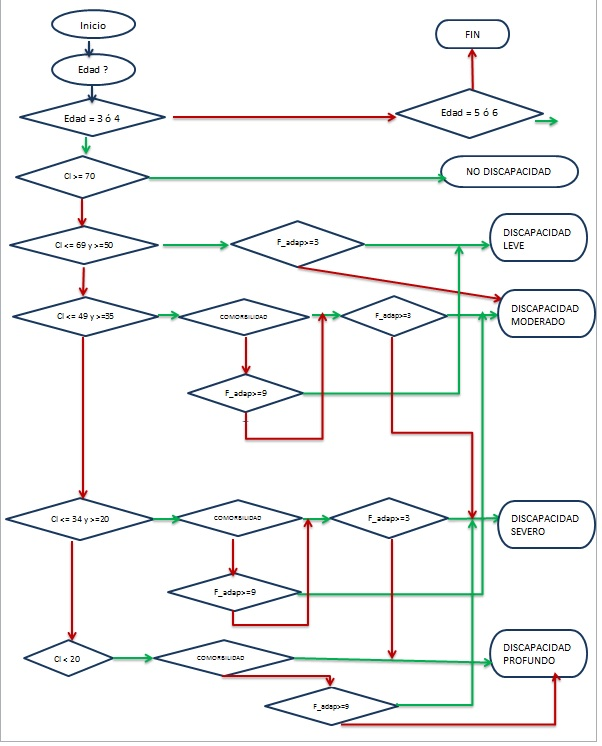 Inicio
FIN
Edad ?
Edad = 3 ó 4
Edad = 5 ó 6
CI >= 70
NO DISCAPACIDAD
CI <= 69 y >=50
F_adap>=3
DISCAPACIDAD
LEVE
CI <= 49 y >=35
COMORBILIDAD
F_adap>=3
DISCAPACIDAD
MODERADO
F_adap>=9
CI <= 34 y >=20
COMORBILIDAD
F_adap>=3
DISCAPACIDAD
SEVERO
F_adap>=9
CI < 20
COMORBILIDAD
DISCAPACIDAD
PROFUNDO
F_adap>=9